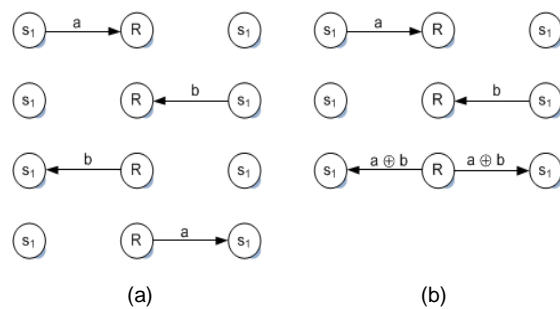 s₁ a R s₁
s₁ R b s₁
s₁ b R s₁
s₁ R a s₁
(a)
s₁ a R s₁
s₁ R b s₁
s₁ a ⊕ b R a ⊕ b s₁
(b)